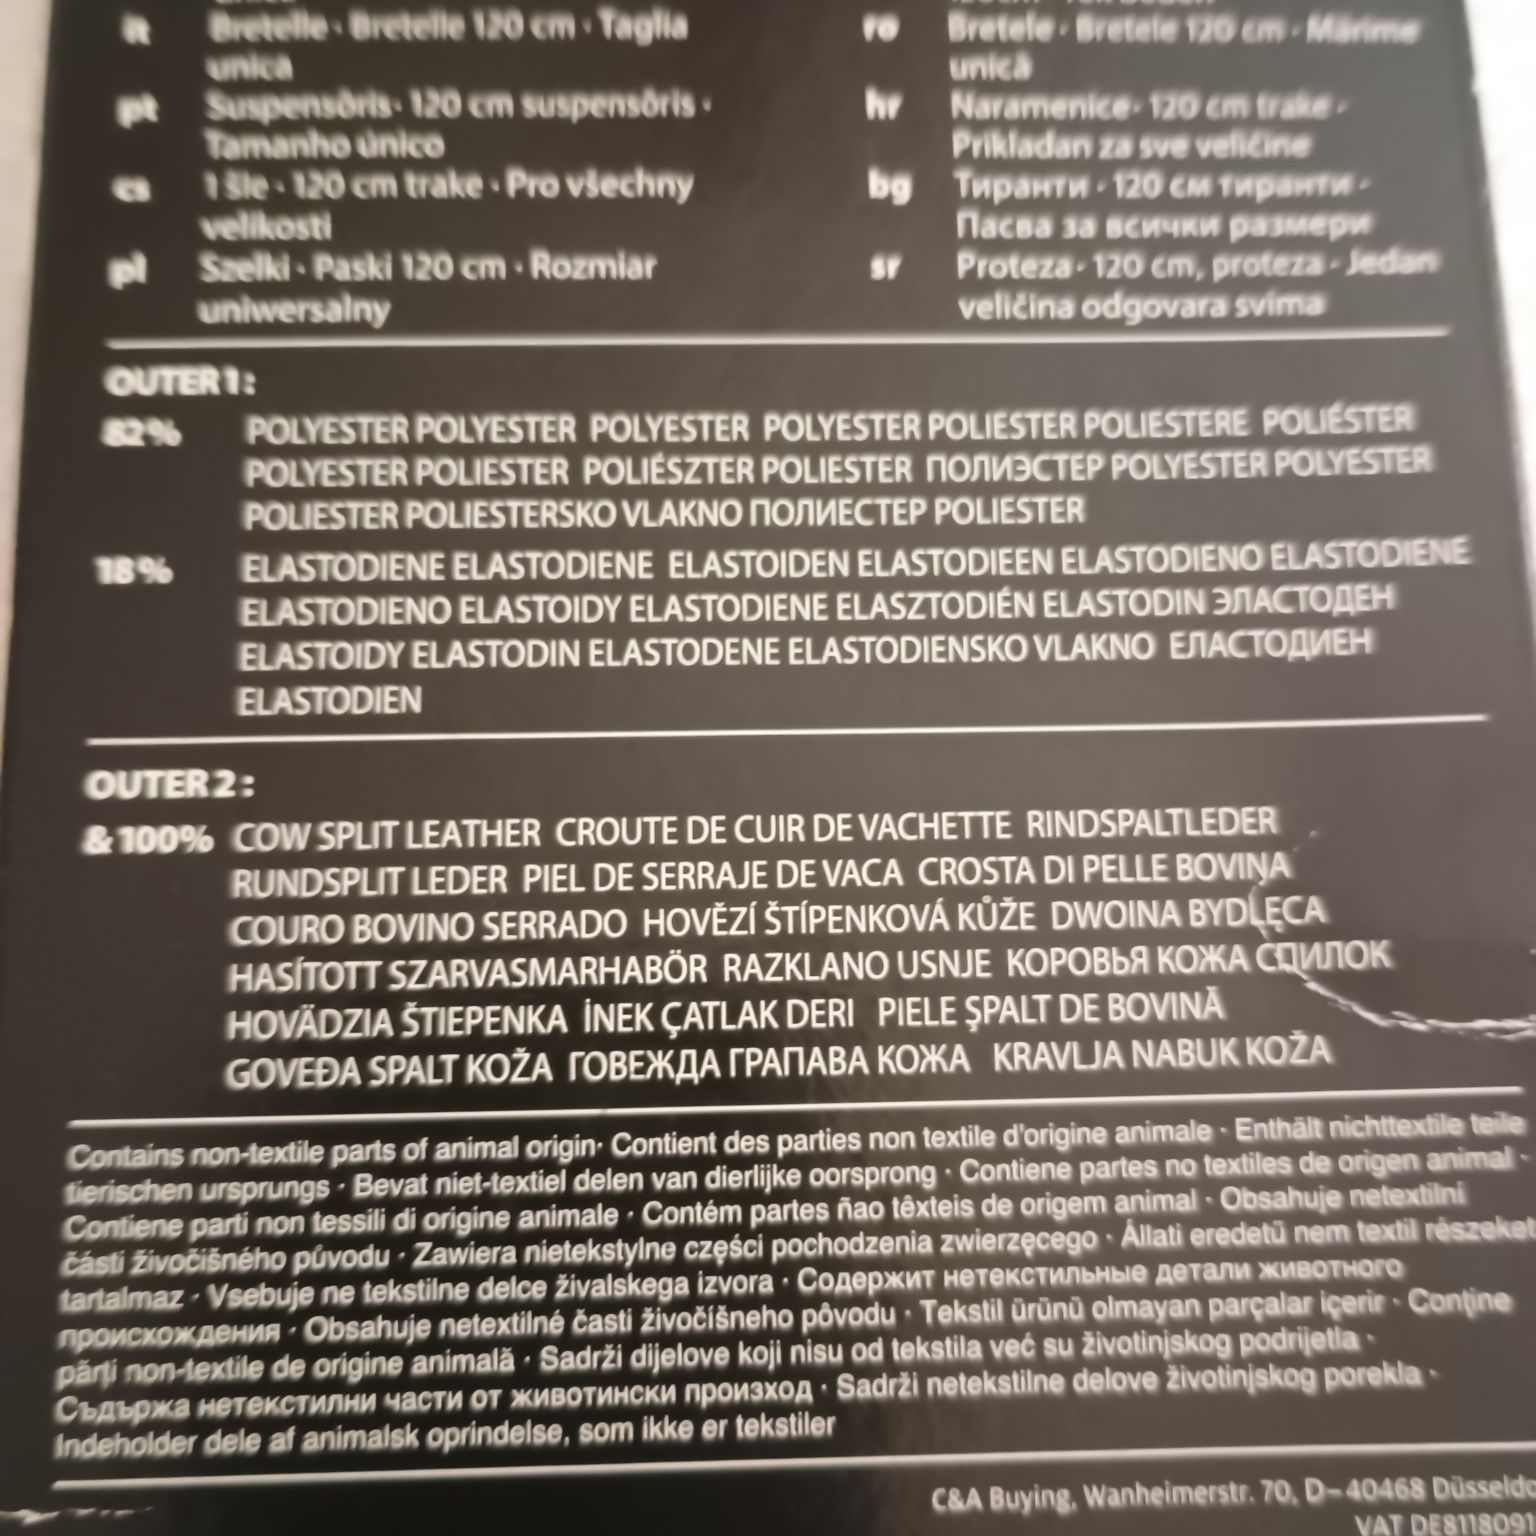 unica
it Bretelle · Bretelle 120 cm · Taglia
unica
pt Suspensôris· 120 cm suspensôris ·
Tamanho único
cs 1 šle · 120 cm trake · Pro všechny
velikosti
pl Szelki · Paski 120 cm · Rozmiar
uniwersalny
ro Bretele · Bretele 120 cm · Mărime
unică
hr Naramenice· 120 cm trake ·
Prikladan za sve veličine
bg Тиранти · 120 см тиранти ·
Пасва за всички размери
sr Proteza· 120 cm, proteza · Jedan
veličina odgovara svima
OUTER 1 :
82% POLYESTER POLYESTER POLYESTER POLYESTER POLIESTER POLIESTERE POLIÉSTER
POLYESTER POLIESTER POLIÉSZTER POLIESTER ПОЛИЭСТЕР POLYESTER POLYESTER
POLIESTER POLIESTERSKO VLAKNO ПОЛИЕСТЕР POLIESTER
18% ELASTODIENE ELASTODIENE ELASTOIDEN ELASTODIEEN ELASTODIENO ELASTODIENE
ELASTODIENO ELASTOIDY ELASTODIENE ELASZTODIÉN ELASTODIN ЭЛАСТОДЕН
ELASTOIDY ELASTODIN ELASTODENE ELASTODIENSKO VLAKNO ЕЛАСТОДИЕН
ELASTODIEN
OUTER 2 :
& 100% COW SPLIT LEATHER CROUTE DE CUIR DE VACHETTE RINDSPALTLEDER
RUNDSPLIT LEDER PIEL DE SERRAJE DE VACA CROSTA DI PELLE BOVINA
COURO BOVINO SERRADO HOVĚZÍ ŠTÍPENKOVÁ KŮŽE DWOINA BYDLĘCA
HASÍTOTT SZARVASMARHABÖR RAZKLANO USNJE КОРОВЬЯ КОЖА СПИЛОК
HOVÄDZIA ŠTIEPENKA İNEK ÇATLAK DERI PIELE ŞPALT DE BOVINĂ
GOVEĐA SPALT KOŽA ГОВЕЖДА ГРАПАВА КОЖА KRAVLJA NABUK KOŽA
Contains non-textile parts of animal origin· Contient des parties non textile d'origine animale · Enthält nichttextile teile
tierischen ursprungs · Bevat niet-textiel delen van dierlijke oorsprong · Contiene partes no textiles de origen animal ·
Contiene parti non tessili di origine animale · Contém partes ñao têxteis de origem animal · Obsahuje netextilní
části živočišného původu · Zawiera nietekstylne części pochodzenia zwierzęcego · Állati eredetű nem textil részeket
tartalmaz · Vsebuje ne tekstilne delce živalskega izvora · Содержит нетекстильные детали животного
происхождения · Obsahuje netextilné časti živočíšneho pôvodu · Tekstil ürünü olmayan parçalar içerir · Conţine
părţi non-textile de origine animală · Sadrži dijelove koji nisu od tekstila već su životinjskog podrijetla ·
Съдържа нетекстилни части от животински произход · Sadrži netekstilne delove životinjskog porekla ·
Indeholder dele af animalsk oprindelse, som ikke er tekstiler
C&A Buying, Wanheimerstr. 70, D–40468 Düsseldo
VAT DE8118091